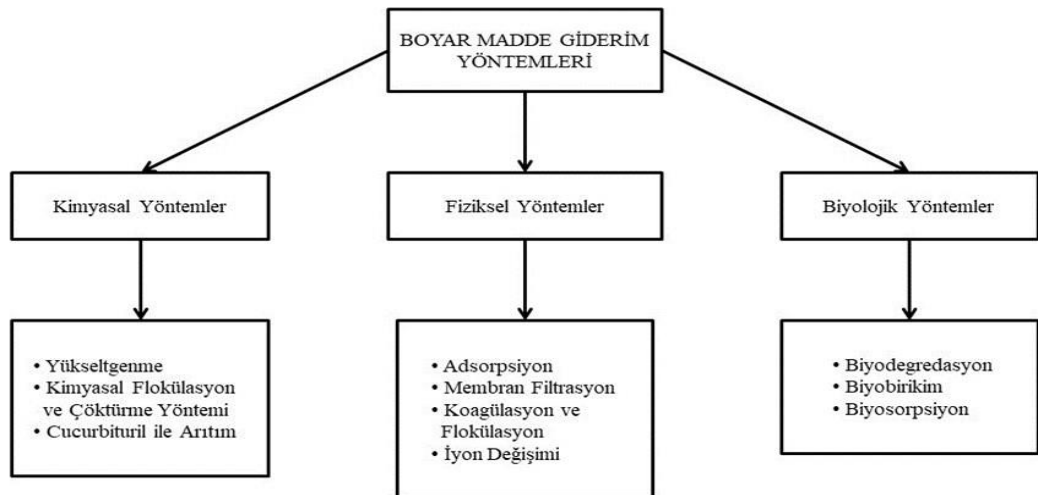 BOYAR MADDE GİDERİM
YÖNTEMLERİ
Kimyasal Yöntemler
Fiziksel Yöntemler
Biyolojik Yöntemler
• Yükseltgenme
• Kimyasal Flokülasyon
ve Çöktürme Yöntemi
• Cucurbituril ile Arıtım
• Adsorpsiyon
• Membran Filtrasyon
• Koagülasyon ve
Flokülasyon
• İyon Değişimi
• Biyodegredasyon
• Biyobirikim
• Biyosorpsiyon